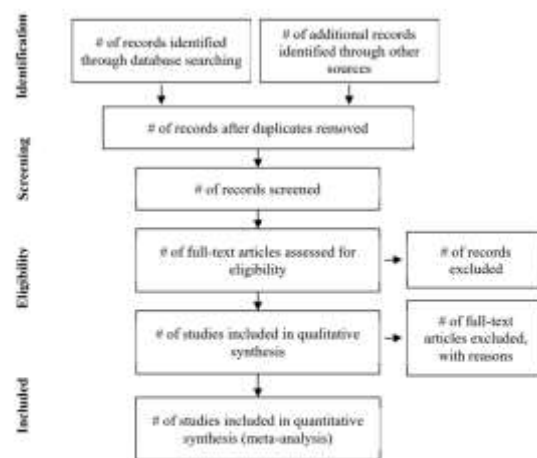 Identification
# of records identified
through database searching
# of additional records
identified through other
sources
# of records after duplicates removed
Screening
# of records screened
Eligibility
# of full-text articles assessed for
eligibility
# of records
excluded
# of studies included in qualitative
synthesis
# of full-text
articles excluded,
with reasons
Included
# of studies included in quantitative
synthesis (meta-analysis)